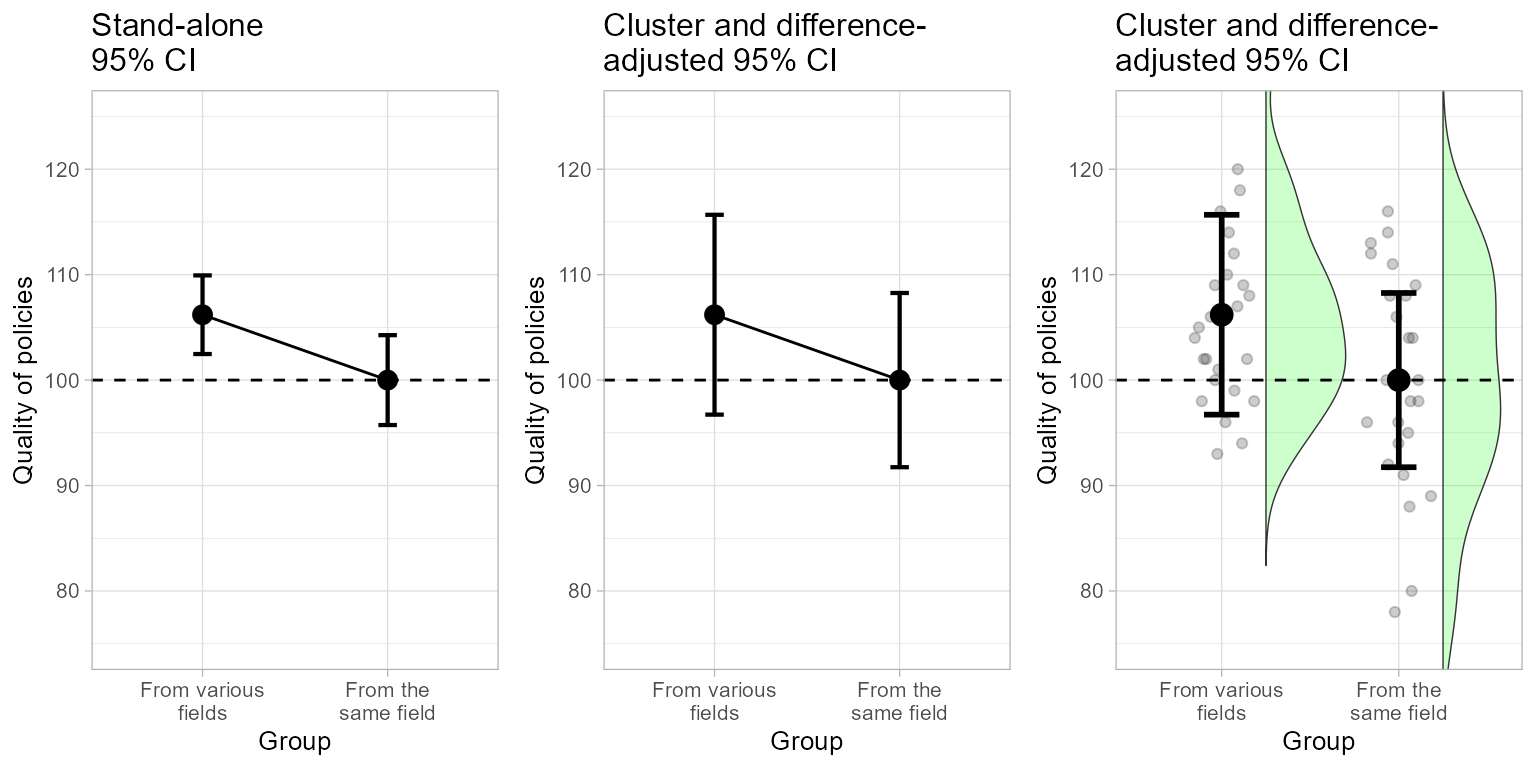 Stand-alone
95% CI
Quality of policies
120
110
100
90
80
From various
fields
From the
same field
Group
Cluster and difference-
adjusted 95% CI
Quality of policies
120
110
100
90
80
From various
fields
From the
same field
Group
Cluster and difference-
adjusted 95% CI
Quality of policies
120
110
100
90
80
From various
fields
From the
same field
Group